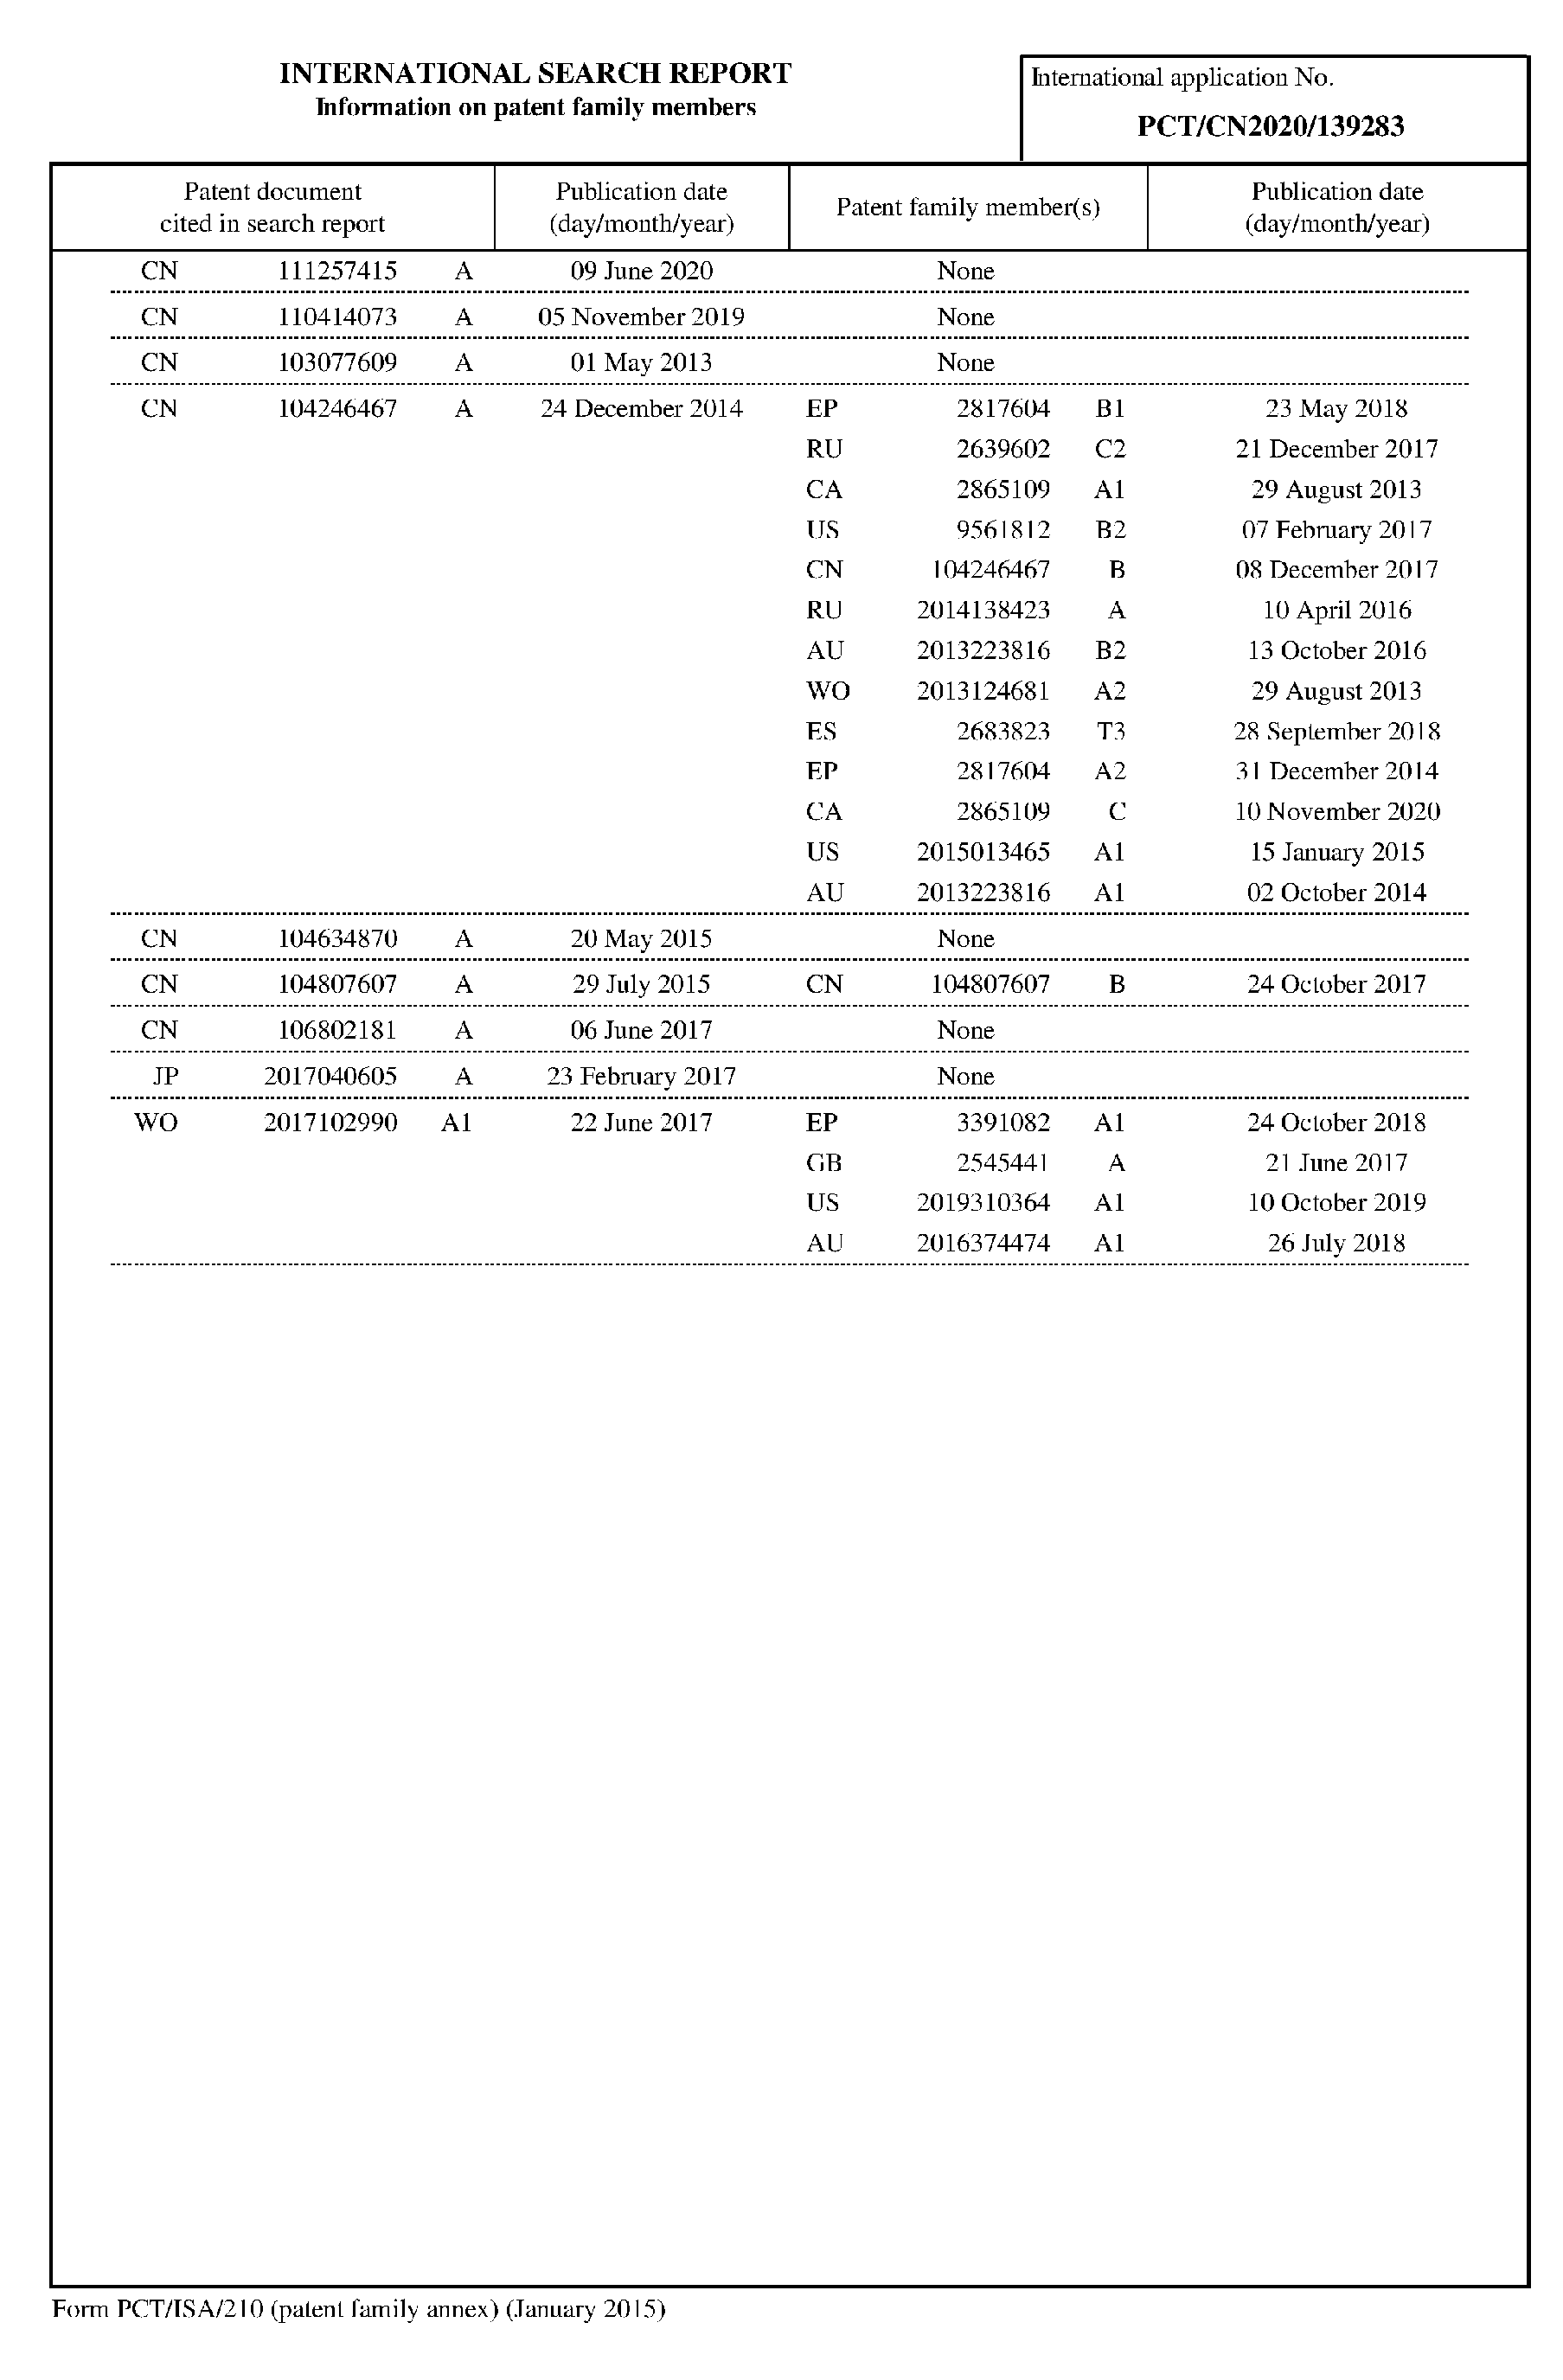 INTERNATIONAL SEARCH REPORT
Information on patent family members
International application No.
PCT/CN2020/139283
Patent document
cited in search report
Publication date
(day/month/year)
Patent family member(s)
Publication date
(day/month/year)
CN 111257415 A 09 June 2020 None
CN 110414073 A 05 November 2019 None
CN 103077609 A 01 May 2013 None
CN 104246467 A 24 December 2014 EP 2817604 B1 23 May 2018
RU 2639602 C2 21 December 2017
CA 2865109 A1 29 August 2013
US 9561812 B2 07 February 2017
CN 104246467 B 08 December 2017
RU 2014138423 A 10 April 2016
AU 2013223816 B2 13 October 2016
WO 2013124681 A2 29 August 2013
ES 2683823 T3 28 September 2018
EP 2817604 A2 31 December 2014
CA 2865109 C 10 November 2020
US 2015013465 A1 15 January 2015
AU 2013223816 A1 02 October 2014
CN 104634870 A 20 May 2015 None
CN 104807607 A 29 July 2015 CN 104807607 B 24 October 2017
CN 106802181 A 06 June 2017 None
JP 2017040605 A 23 February 2017 None
WO 2017102990 A1 22 June 2017 EP 3391082 A1 24 October 2018
GB 2545441 A 21 June 2017
US 2019310364 A1 10 October 2019
AU 2016374474 A1 26 July 2018
Form PCT/ISA/210 (patent family annex) (January 2015)